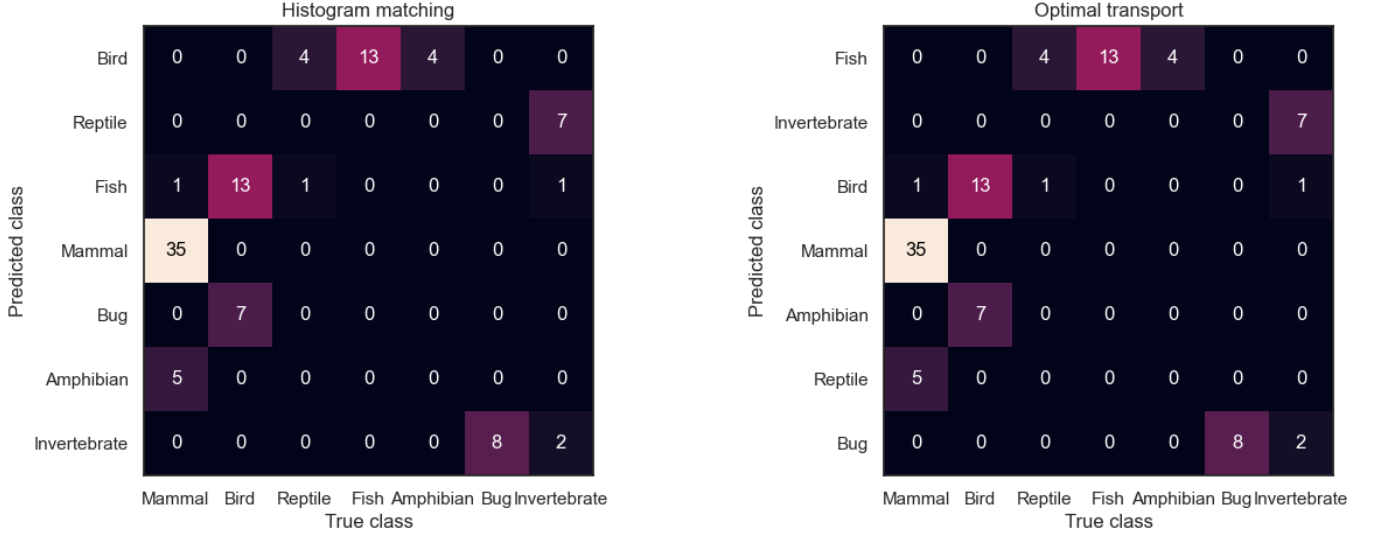 Histogram matching
Predicted class
Bird 0 0 4 13 4 0 0
Reptile 0 0 0 0 0 0 7
Fish 1 13 1 0 0 0 1
Mammal 35 0 0 0 0 0 0
Bug 0 7 0 0 0 0 0
Amphibian 5 0 0 0 0 0 0
Invertebrate 0 0 0 0 0 8 2
Mammal Bird Reptile Fish Amphibian Bug Invertebrate
True class
Optimal transport
Predicted class
Fish 0 0 4 13 4 0 0
Invertebrate 0 0 0 0 0 0 7
Bird 1 13 1 0 0 0 1
Mammal 35 0 0 0 0 0 0
Amphibian 0 7 0 0 0 0 0
Reptile 5 0 0 0 0 0 0
Bug 0 0 0 0 0 8 2
Mammal Bird Reptile Fish Amphibian Bug Invertebrate
True class